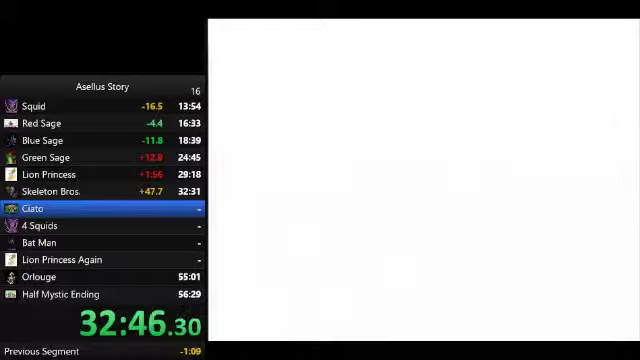 Asellus Story
16
Squid -16.5 13:54
Red Sage -4.4 16:33
Blue Sage -11.8 18:39
Green Sage +12.9 24:45
Lion Princess +1:56 29:18
Skeleton Bros. +47.7 32:31
Ciato -
4 Squids -
Bat Man -
Lion Princess Again -
Orlouge 55:01
Half Mystic Ending 56:29
32:46.30
Previous Segment -1:09